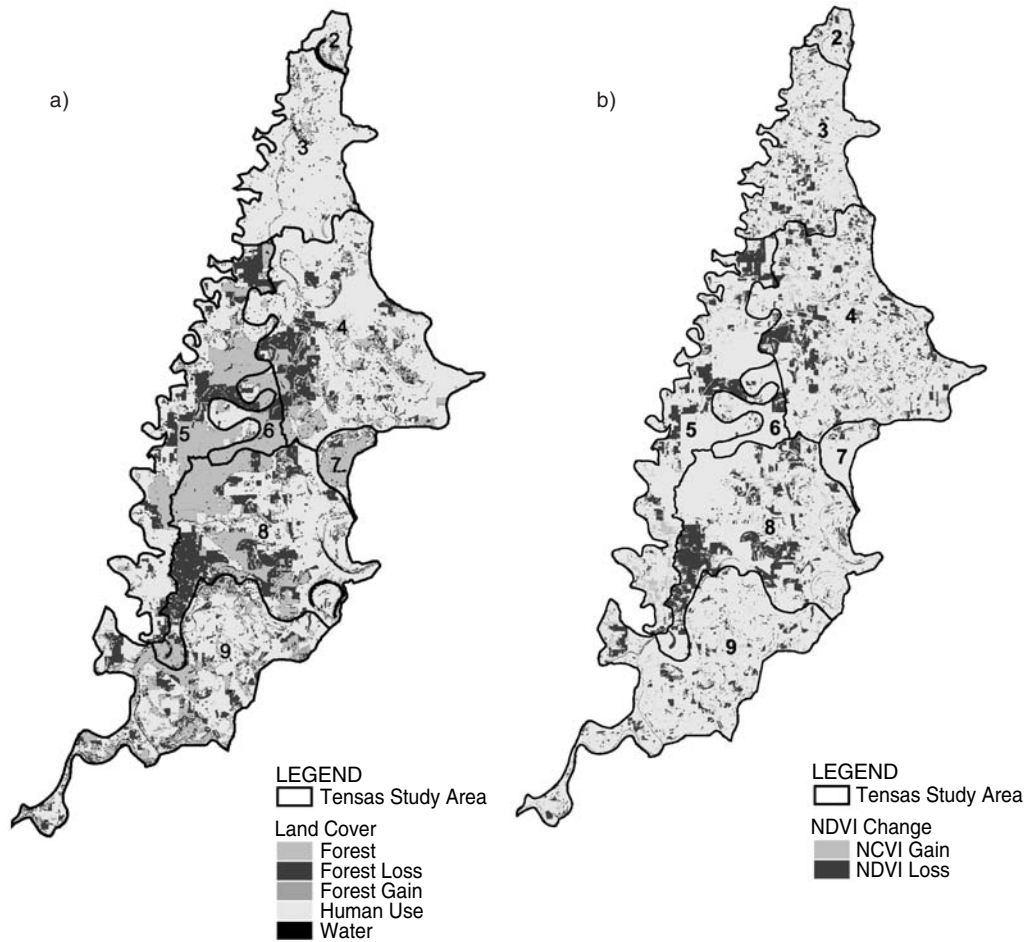 a)
2
3
4
5
6
7
8
9
LEGEND
Tensas Study Area
Land Cover
Forest
Forest Loss
Forest Gain
Human Use
Water
b)
2
3
4
5
6
7
8
9
LEGEND
Tensas Study Area
NDVI Change
NCVI Gain
NDVI Loss